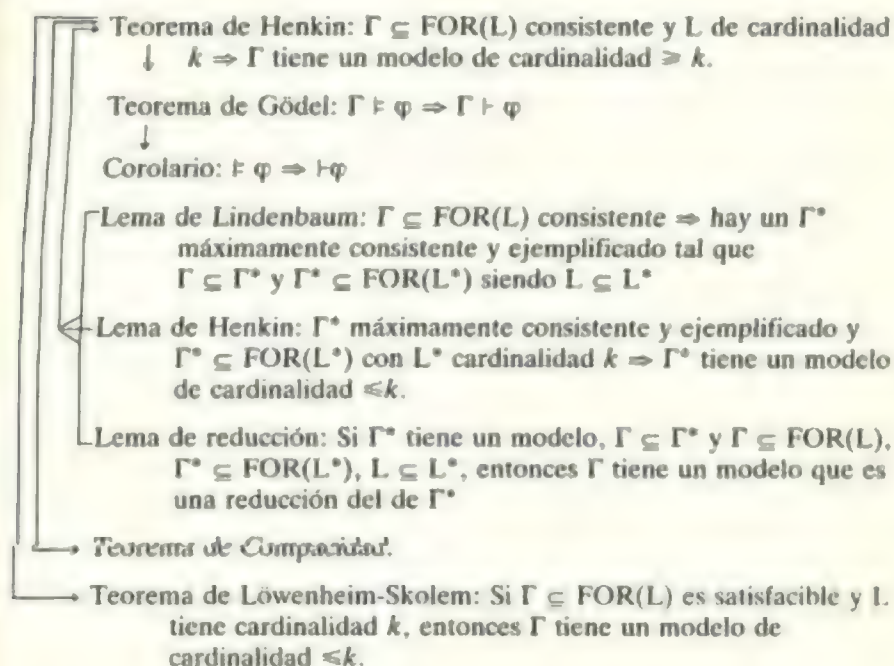 Teorema de Henkin: Γ ⊆ FOR(L) consistente y L de cardinalidad
↓ k ⇒ Γ tiene un modelo de cardinalidad ⩾ k.
Teorema de Gödel: Γ ⊨ φ ⇒ Γ ⊢ φ
↓
Corolario: ⊨ φ ⇒ ⊢φ
Lema de Lindenbaum: Γ ⊆ FOR(L) consistente ⇒ hay un Γ*
máximamente consistente y ejemplificado tal que
Γ ⊆ Γ* y Γ* ⊆ FOR(L*) siendo L ⊆ L*
Lema de Henkin: Γ* máximamente consistente y ejemplificado y
Γ* ⊆ FOR(L*) con L* cardinalidad k ⇒ Γ* tiene un modelo
de cardinalidad ⩽k.
Lema de reducción: Si Γ* tiene un modelo, Γ ⊆ Γ* y Γ ⊆ FOR(L),
Γ* ⊆ FOR(L*), L ⊆ L*, entonces Γ tiene un modelo que es
una reducción del de Γ*
Teorema de Compacidad.
Teorema de Löwenheim-Skolem: Si Γ ⊆ FOR(L) es satisfacible y L
tiene cardinalidad k, entonces Γ tiene un modelo de
cardinalidad ⩽k.